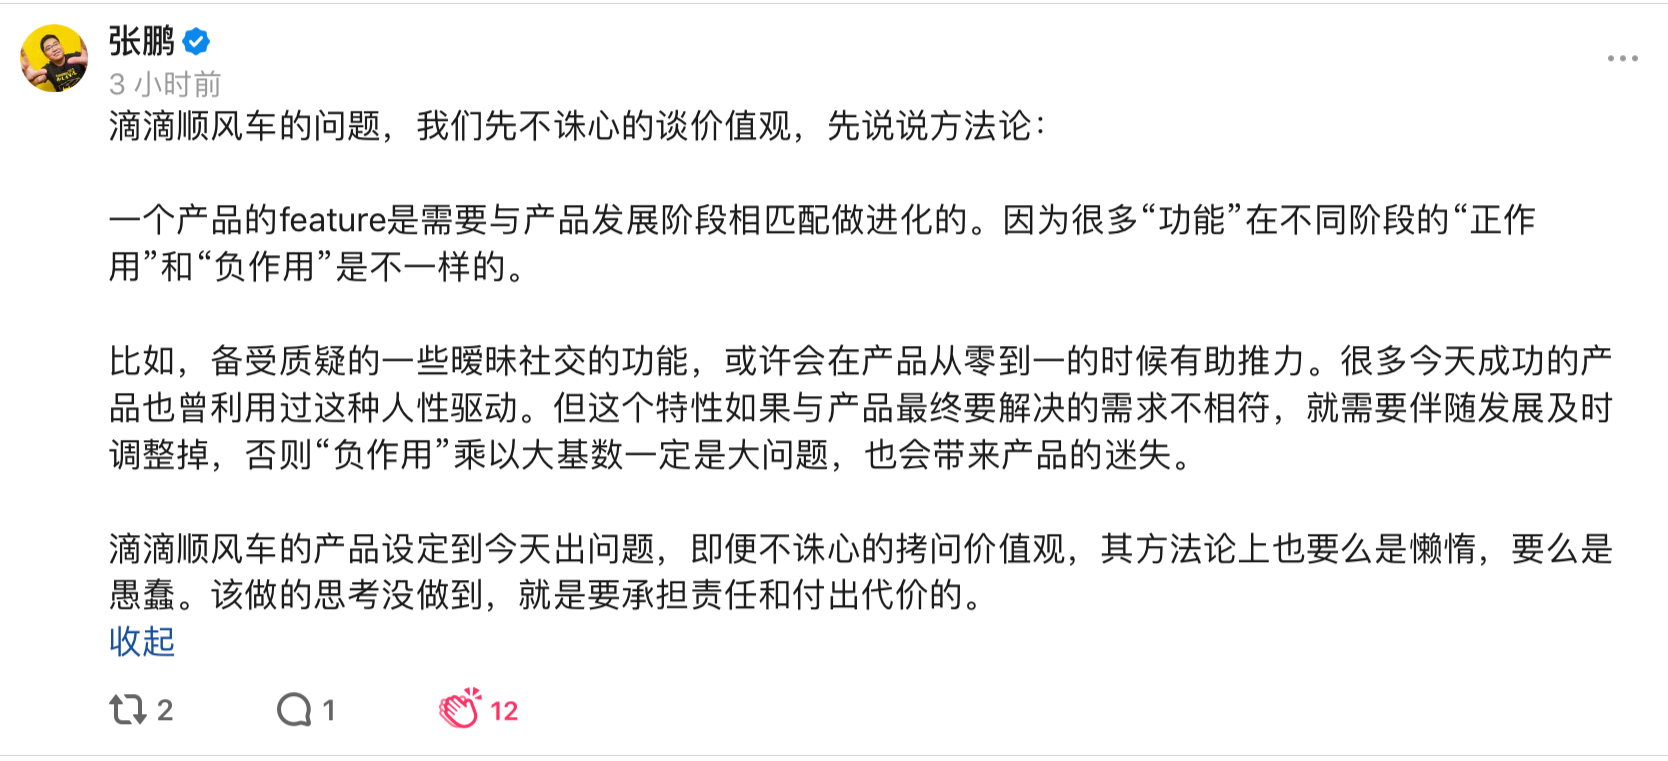 张鹏
3 小时前
滴滴顺风车的问题，我们先不诛心的谈价值观，先说说方法论：
一个产品的feature是需要与产品发展阶段相匹配做进化的。因为很多“功能”在不同阶段的“正作
用”和“负作用”是不一样的。
比如，备受质疑的一些暧昧社交的功能，或许会在产品从零到一的时候有助推力。很多今天成功的产
品也曾利用过这种人性驱动。但这个特性如果与产品最终要解决的需求不相符，就需要伴随发展及时
调整掉，否则“负作用”乘以大基数一定是大问题，也会带来产品的迷失。
滴滴顺风车的产品设定到今天出问题，即便不诛心的拷问价值观，其方法论上也要么是懒惰，要么是
愚蠢。该做的思考没做到，就是要承担责任和付出代价的。
收起
2 1 12